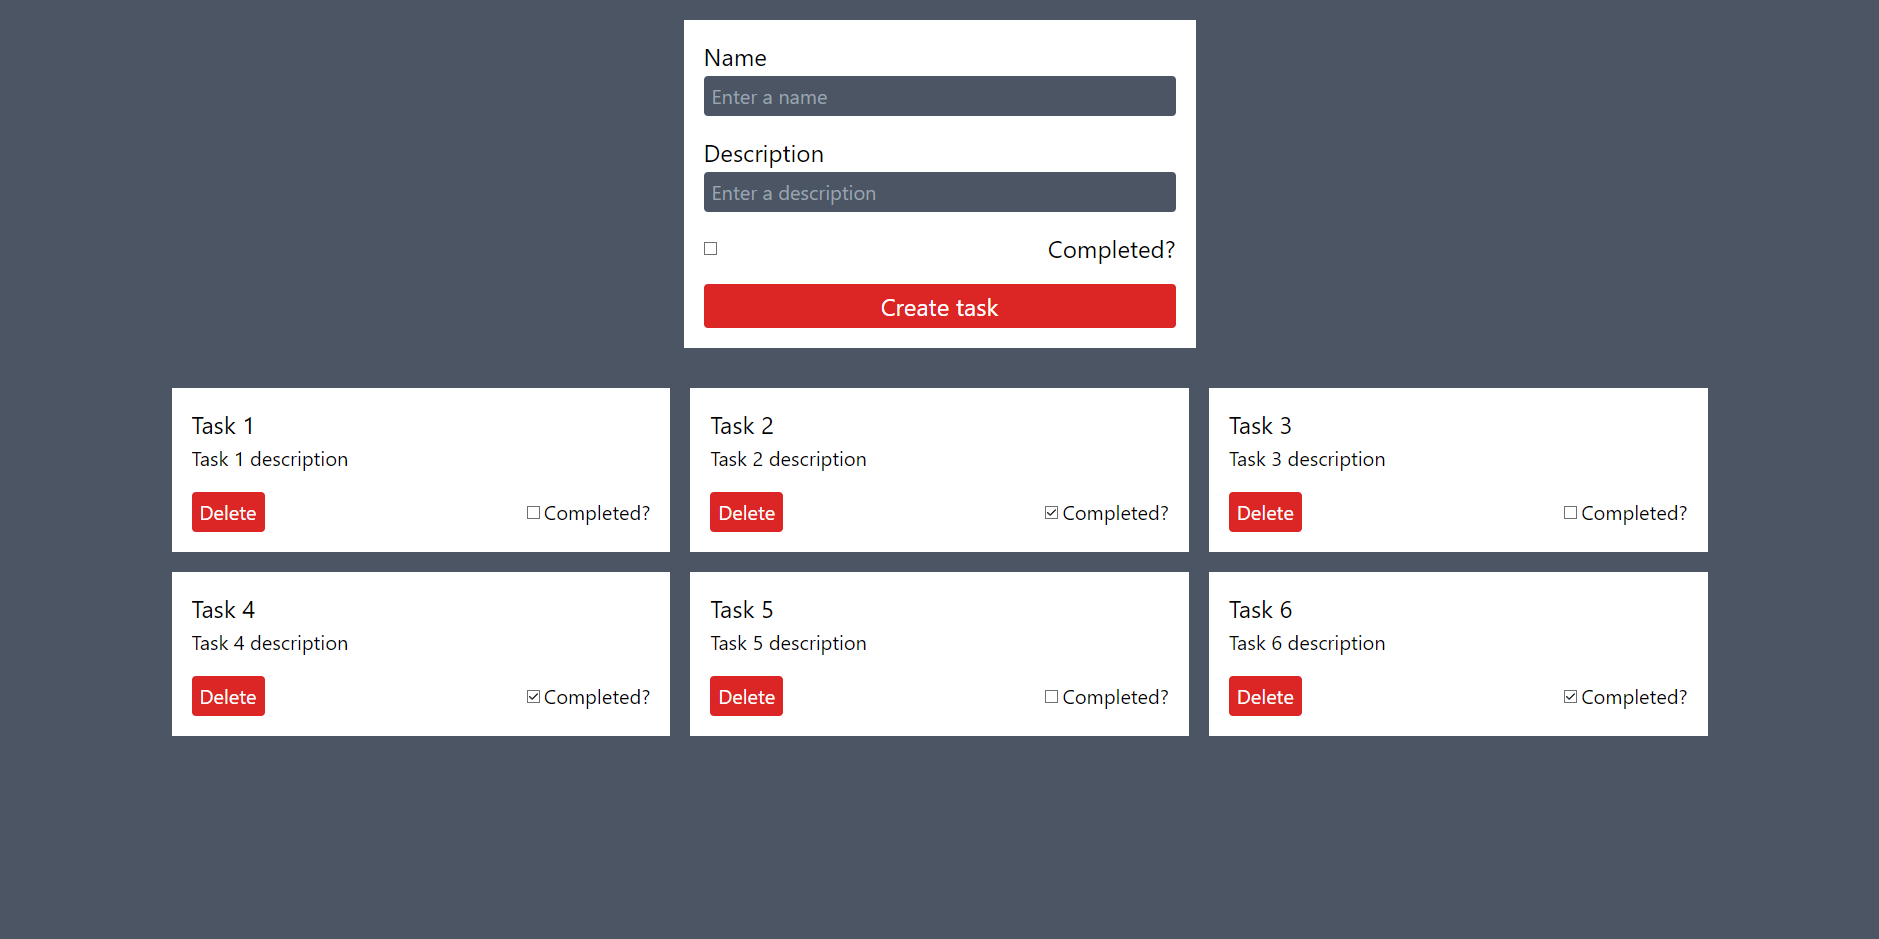 Name
Enter a name
Description
Enter a description
Completed?
Create task
Task 1
Task 1 description
Delete
Completed?
Task 2
Task 2 description
Delete
Completed?
Task 3
Task 3 description
Delete
Completed?
Task 4
Task 4 description
Delete
Completed?
Task 5
Task 5 description
Delete
Completed?
Task 6
Task 6 description
Delete
Completed?